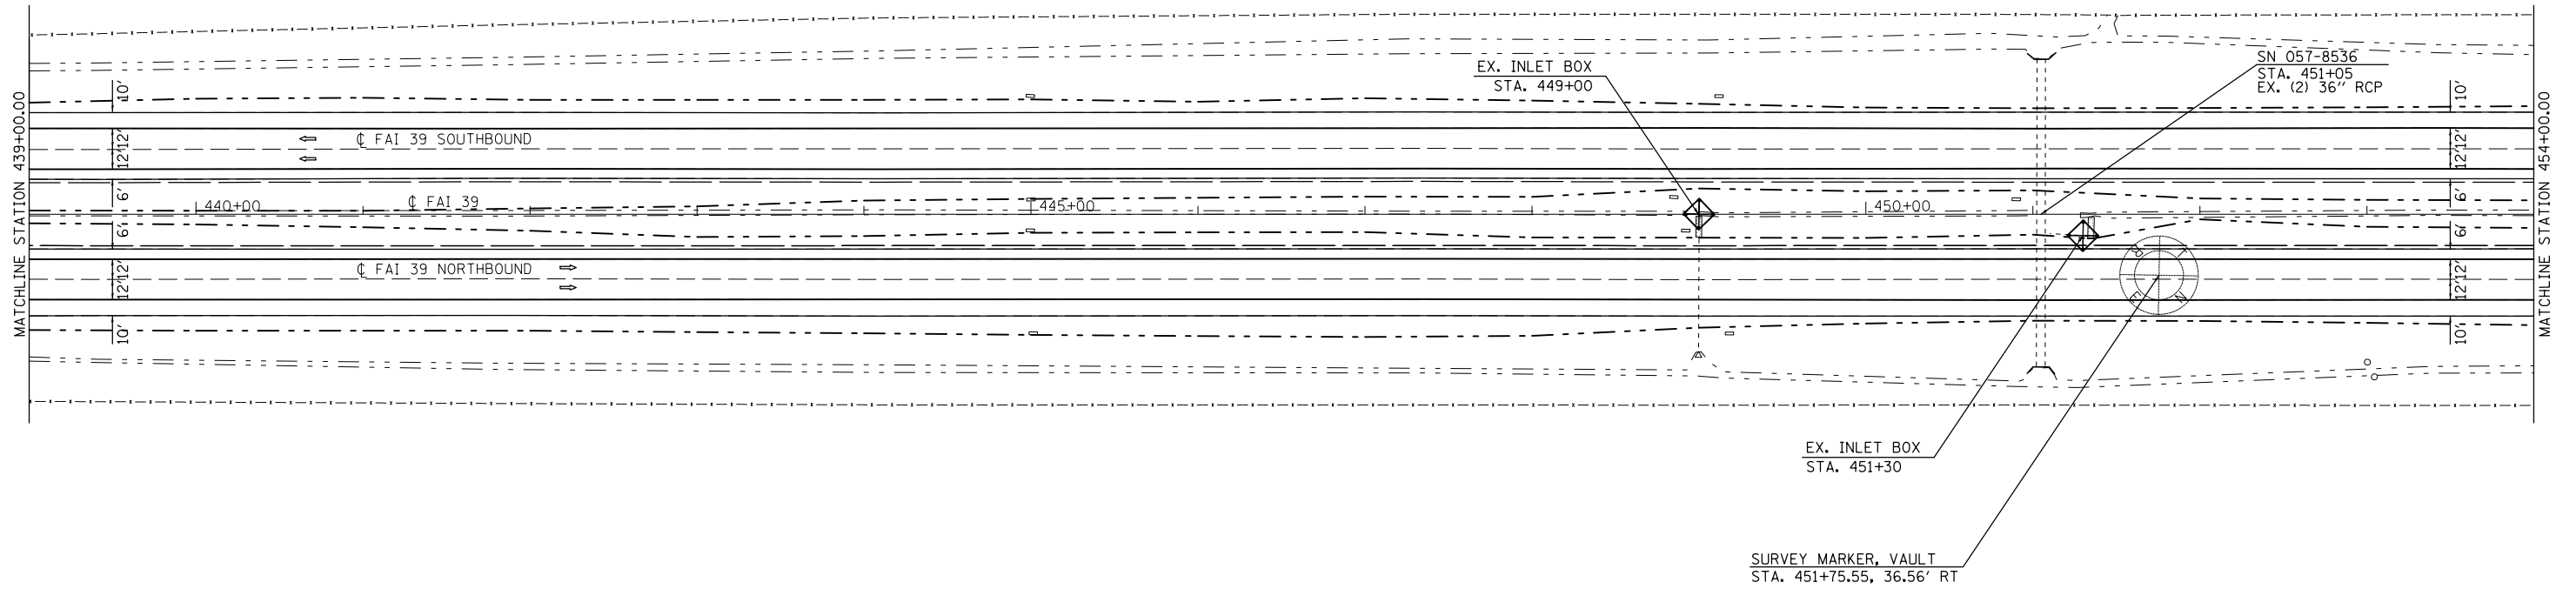 SN 057-8536
STA. 451+05
EX. (2) 36" RCP
EX. INLET BOX
STA. 449+00
MATCHLINE STATION 439+00.00
MATCHLINE STATION 454+00.00
10'
10'
12'12'
℄ FAI 39 SOUTHBOUND
12'12'
6'
6'
440+00
℄ FAI 39
445+00
450+00
6'
6'
12'12'
℄ FAI 39 NORTHBOUND
12'12'
R T
E N
10'
10'
EX. INLET BOX
STA. 451+30
SURVEY MARKER, VAULT
STA. 451+75.55, 36.56' RT